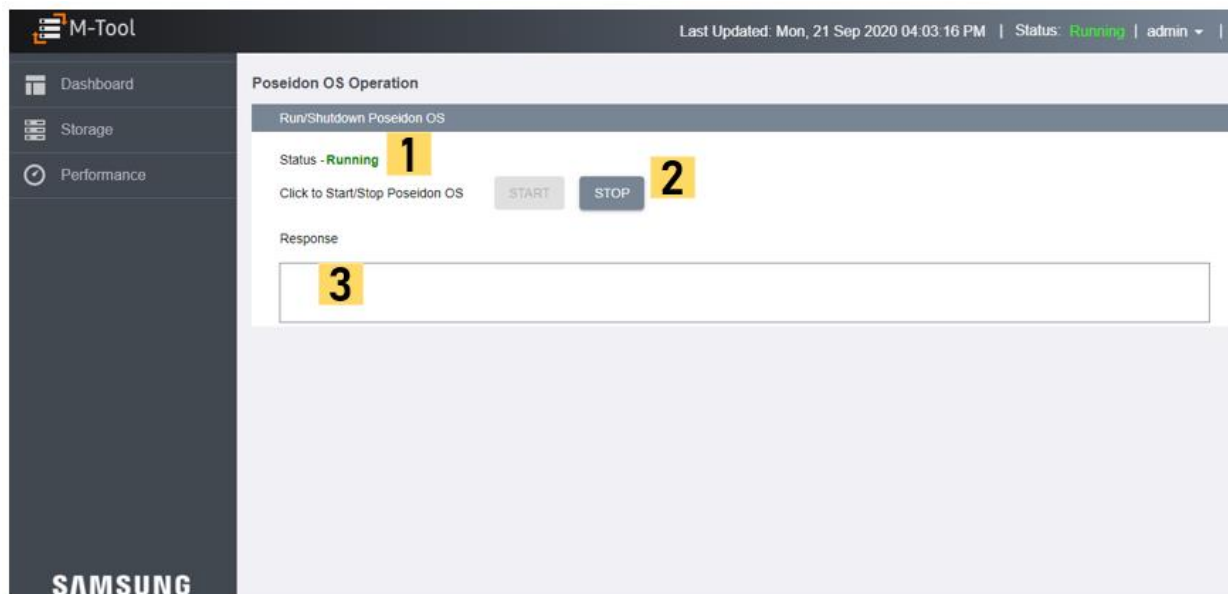 M-Tool
Last Updated: Mon, 21 Sep 2020 04:03:16 PM | Status: Running | admin |
Dashboard
Storage
Performance
Poseidon OS Operation
Run/Shutdown Poseidon OS
Status - Running 1
Click to Start/Stop Poseidon OS START STOP 2
Response
3
SAMSUNG